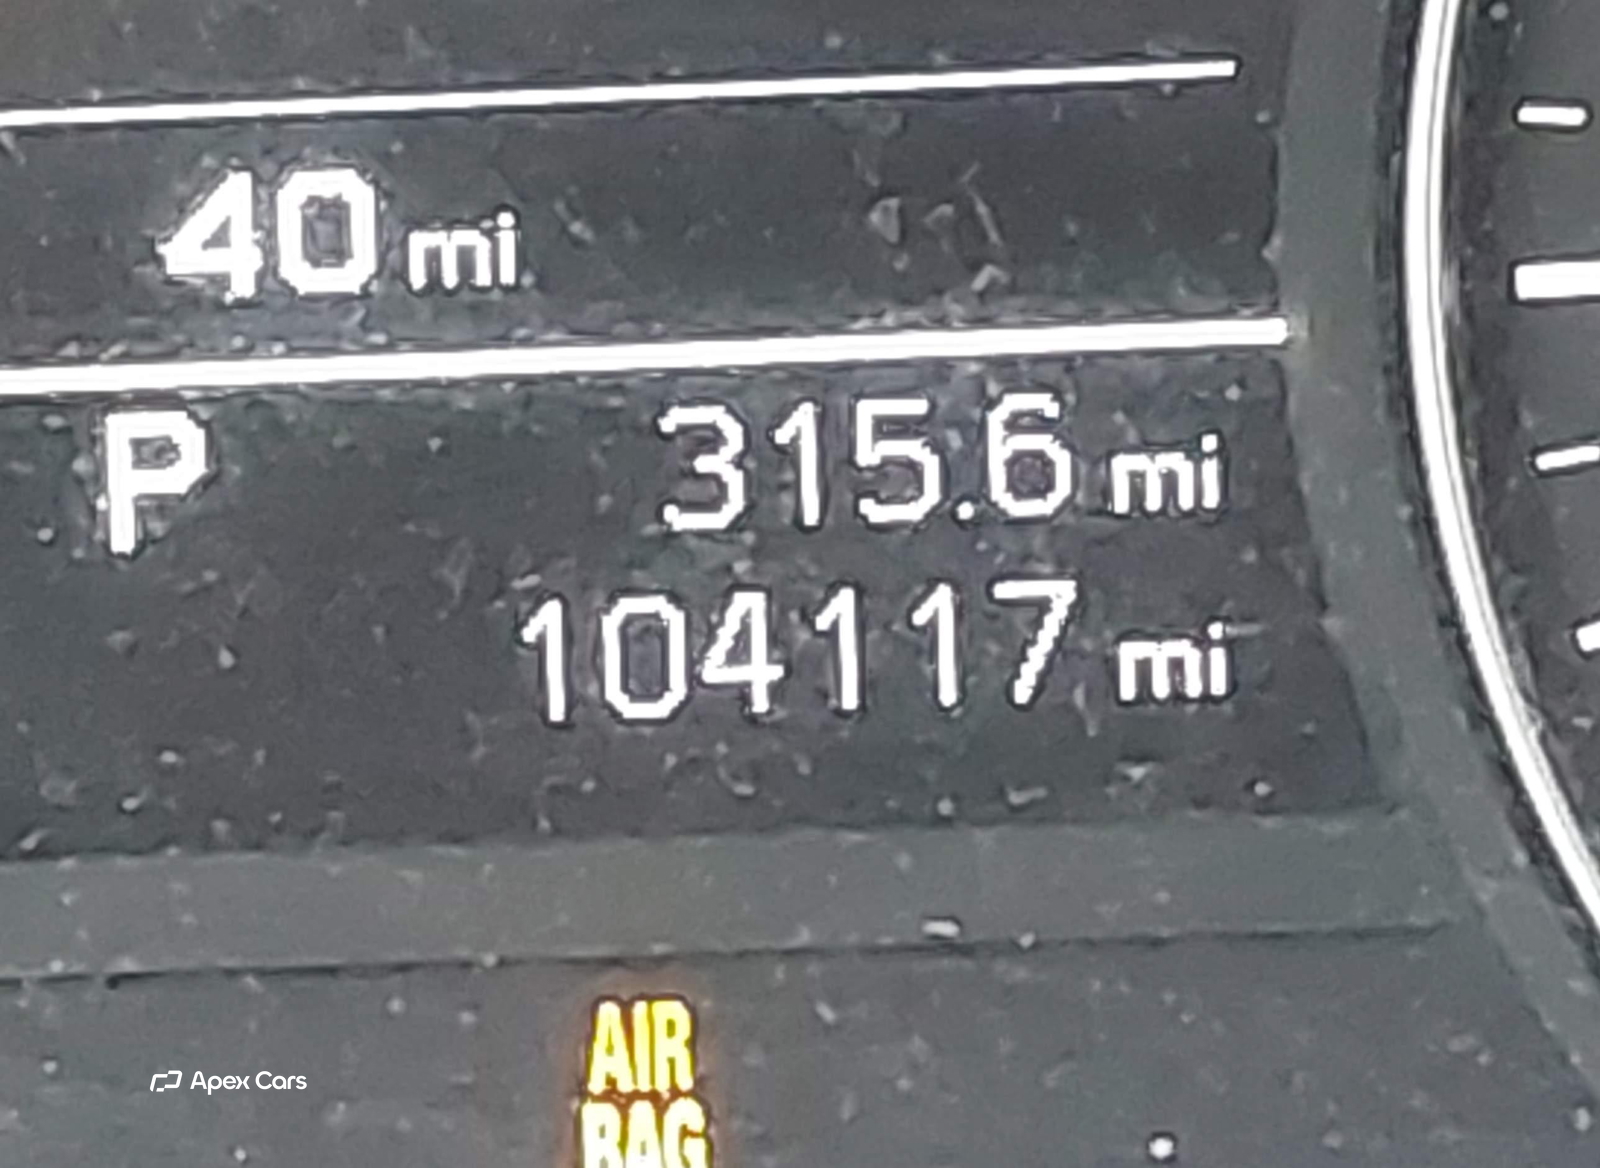 40 mi
P 315.6 mi
104117 mi
AIR
BAG
Apex Cars